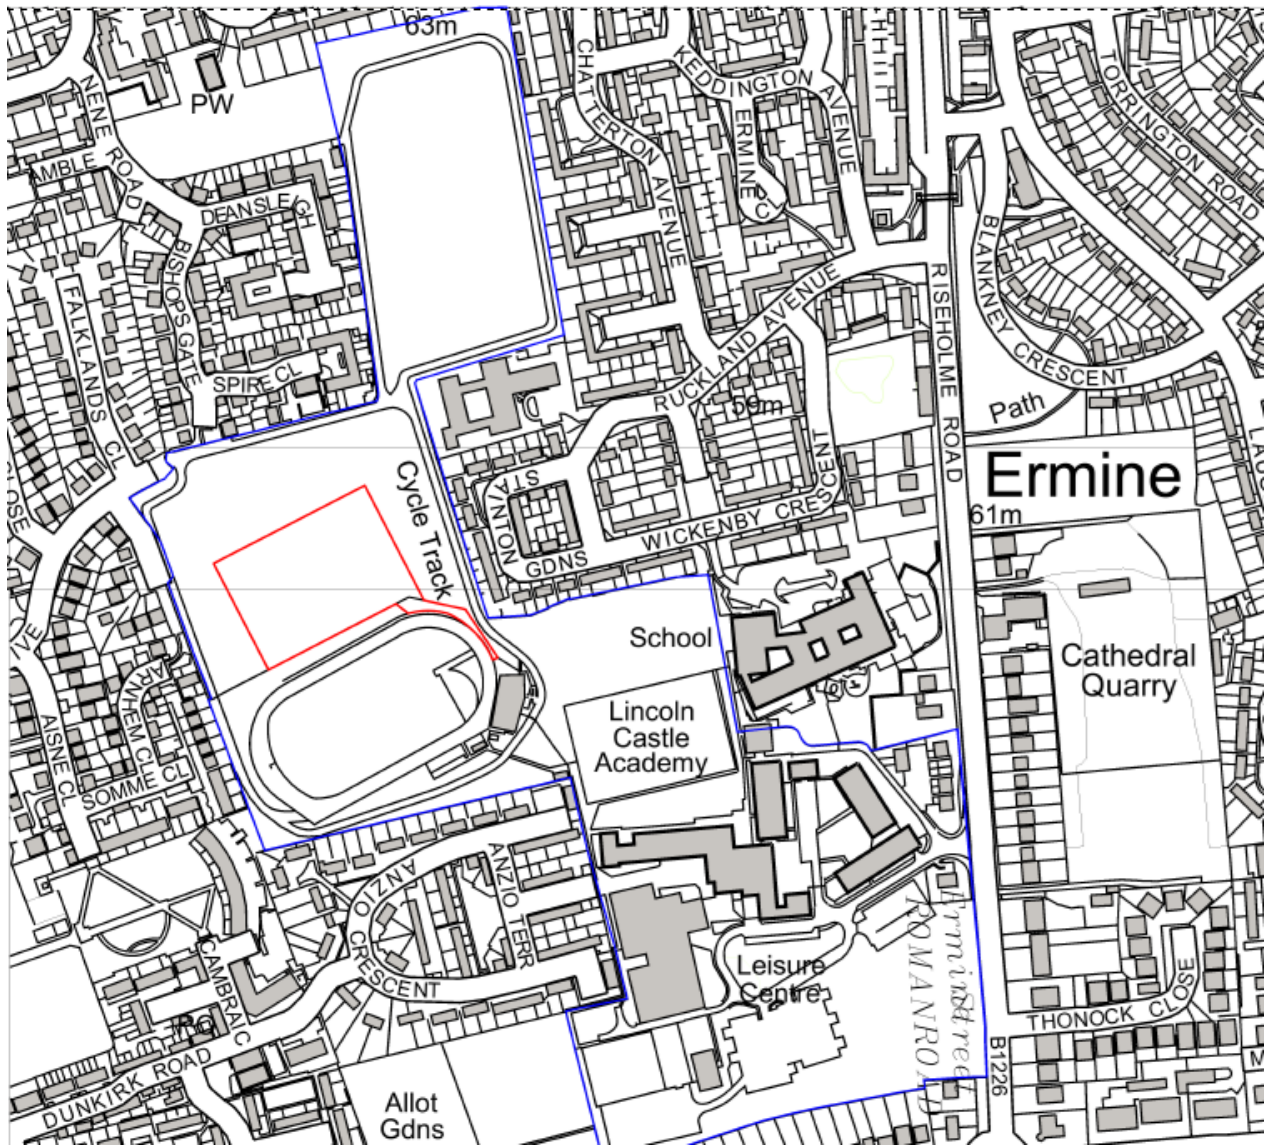 63m
PW
NENE ROAD
AMBLE
DEANSLEIGH
BISHOPS GATE
FALKLANDS CL
SPIRE CL
CHATTERTON AVENUE
KEDDINGTON AVENUE
ERMINE
TORRINGTON ROAD
BLANKNEY CRESCENT
RUCKLAND AVENUE
RISEHOLME ROAD
59m
Path
Ermine
61m
Cycle Track
STAINTON
GDNS
WICKENBY CRESCENT
School
Lincoln
Castle
Academy
Cathedral
Quarry
ARNHEM CL
AISNE CL
SOMME CL
ANZIO CRESCENT
ANZIO TERR
CAMBRAI C
DUNKIRK ROAD
Leisure
Centre
Ermine Street
ROMAN ROAD
THONOCK CLOSE
B1226
Allot
Gdns